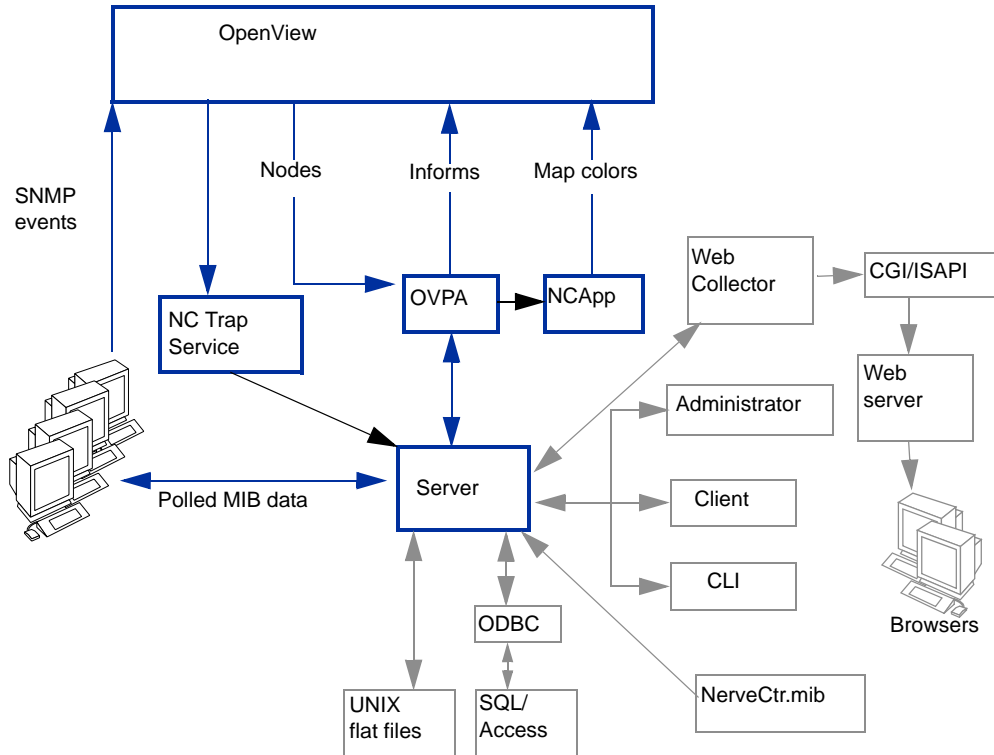 OpenView
Nodes
Informs
Map colors
SNMP
events
Web
Collector
CGI/ISAPI
OVPA
NCApp
NC Trap
Service
Web
server
Administrator
Polled MIB data
Server
Client
CLI
ODBC
Browsers
UNIX
flat files
SQL/
Access
NerveCtr.mib